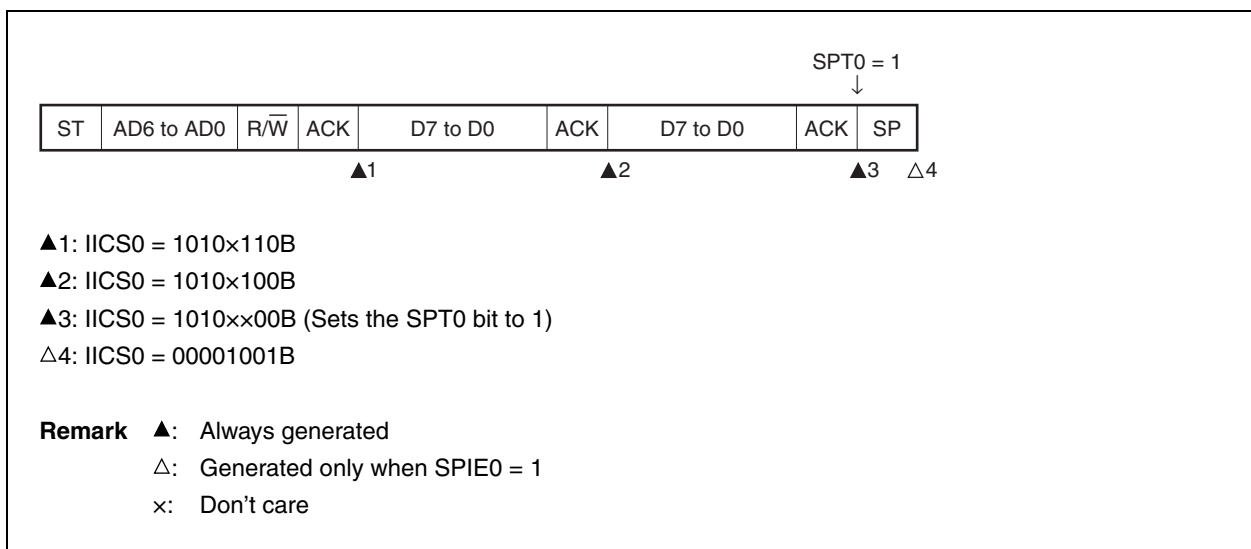 SPT0 = 1
↓
ST AD6 to AD0 R/W̅ ACK D7 to D0 ACK D7 to D0 ACK SP
▲1 ▲2 ▲3 △4
▲1: IICS0 = 1010×110B
▲2: IICS0 = 1010×100B
▲3: IICS0 = 1010××00B (Sets the SPT0 bit to 1)
△4: IICS0 = 00001001B
Remark ▲: Always generated
△: Generated only when SPIE0 = 1
×: Don't care